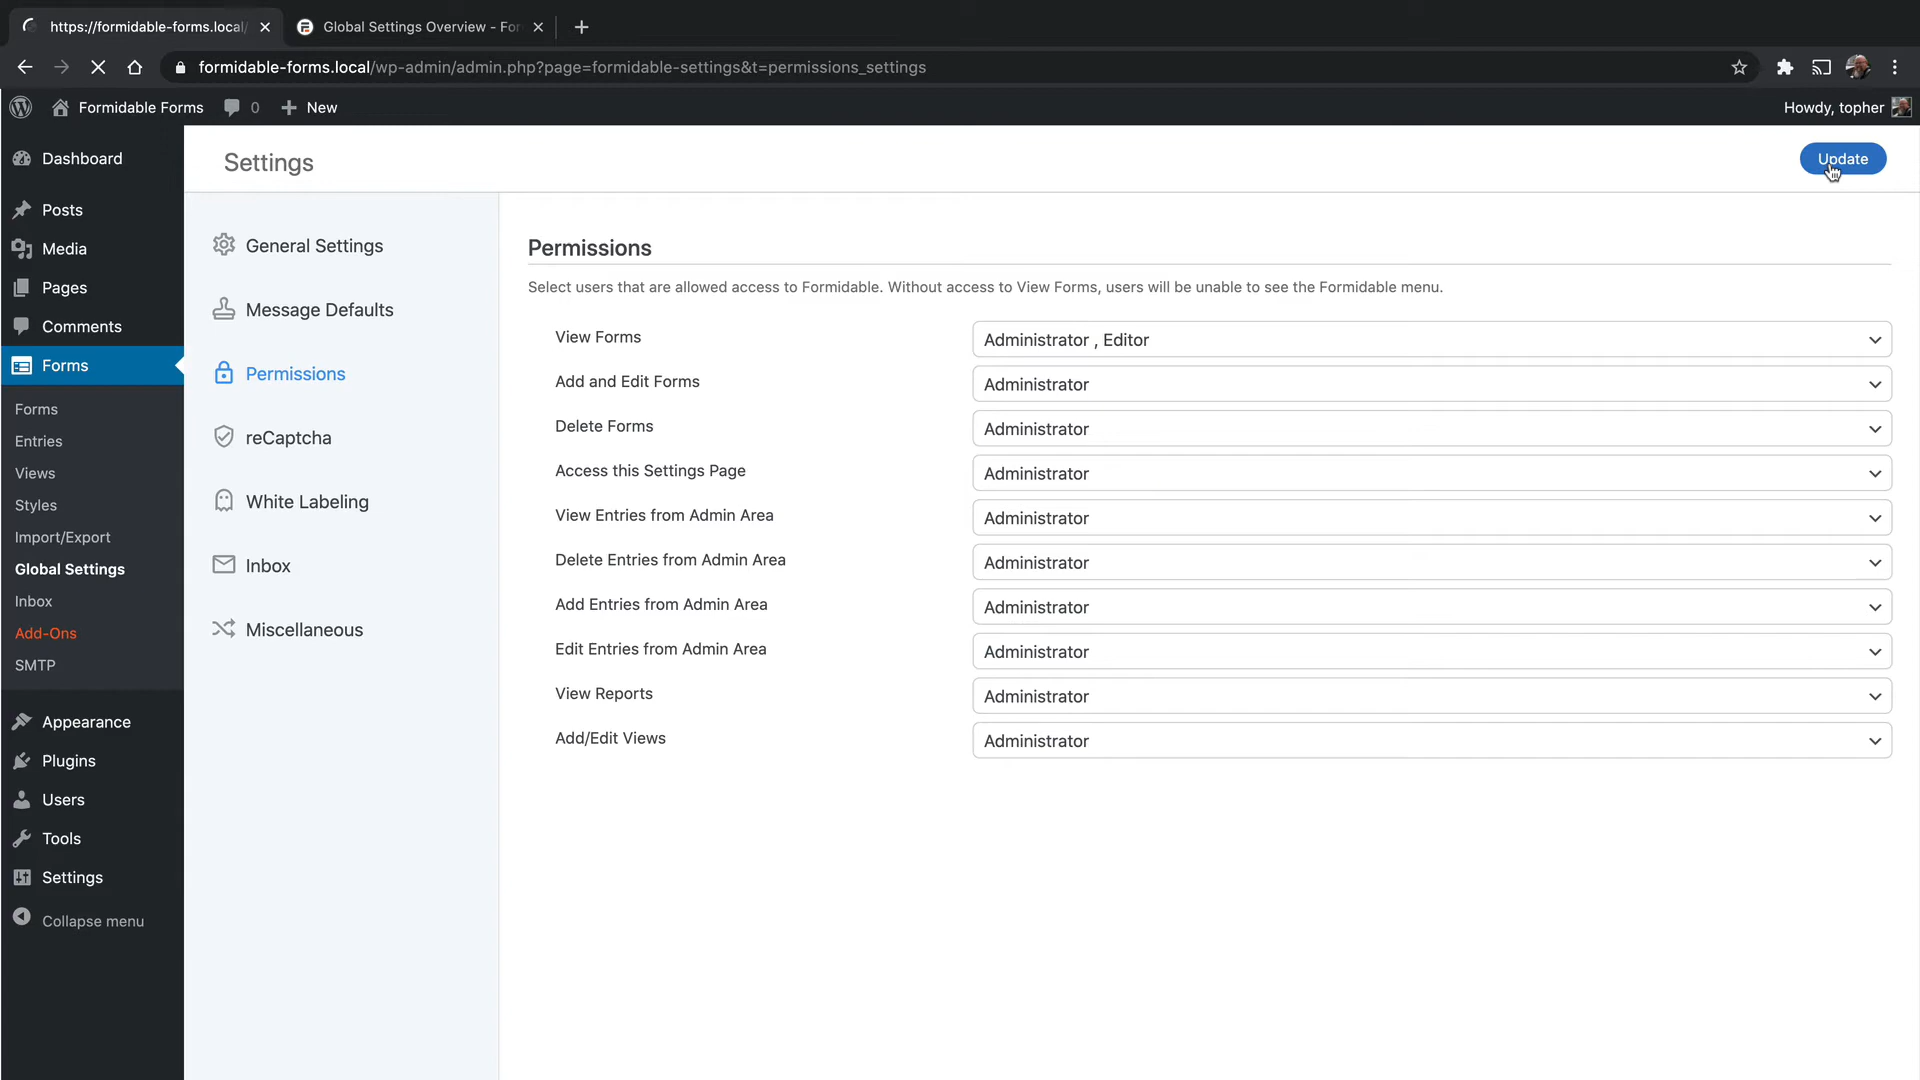 https://formidable-forms.local/
Global Settings Overview - For
formidable-forms.local/wp-admin/admin.php?page=formidable-settings&t=permissions_settings
Formidable Forms
0
New
Howdy, topher
Dashboard
Posts
Media
Pages
Comments
Forms
Forms
Entries
Views
Styles
Import/Export
Global Settings
Inbox
Add-Ons
SMTP
Appearance
Plugins
Users
Tools
Settings
Collapse menu
Settings
Update
General Settings
Message Defaults
Permissions
reCaptcha
White Labeling
Inbox
Miscellaneous
Permissions
Select users that are allowed access to Formidable. Without access to View Forms, users will be unable to see the Formidable menu.
View Forms
Administrator , Editor
Add and Edit Forms
Administrator
Delete Forms
Administrator
Access this Settings Page
Administrator
View Entries from Admin Area
Administrator
Delete Entries from Admin Area
Administrator
Add Entries from Admin Area
Administrator
Edit Entries from Admin Area
Administrator
View Reports
Administrator
Add/Edit Views
Administrator